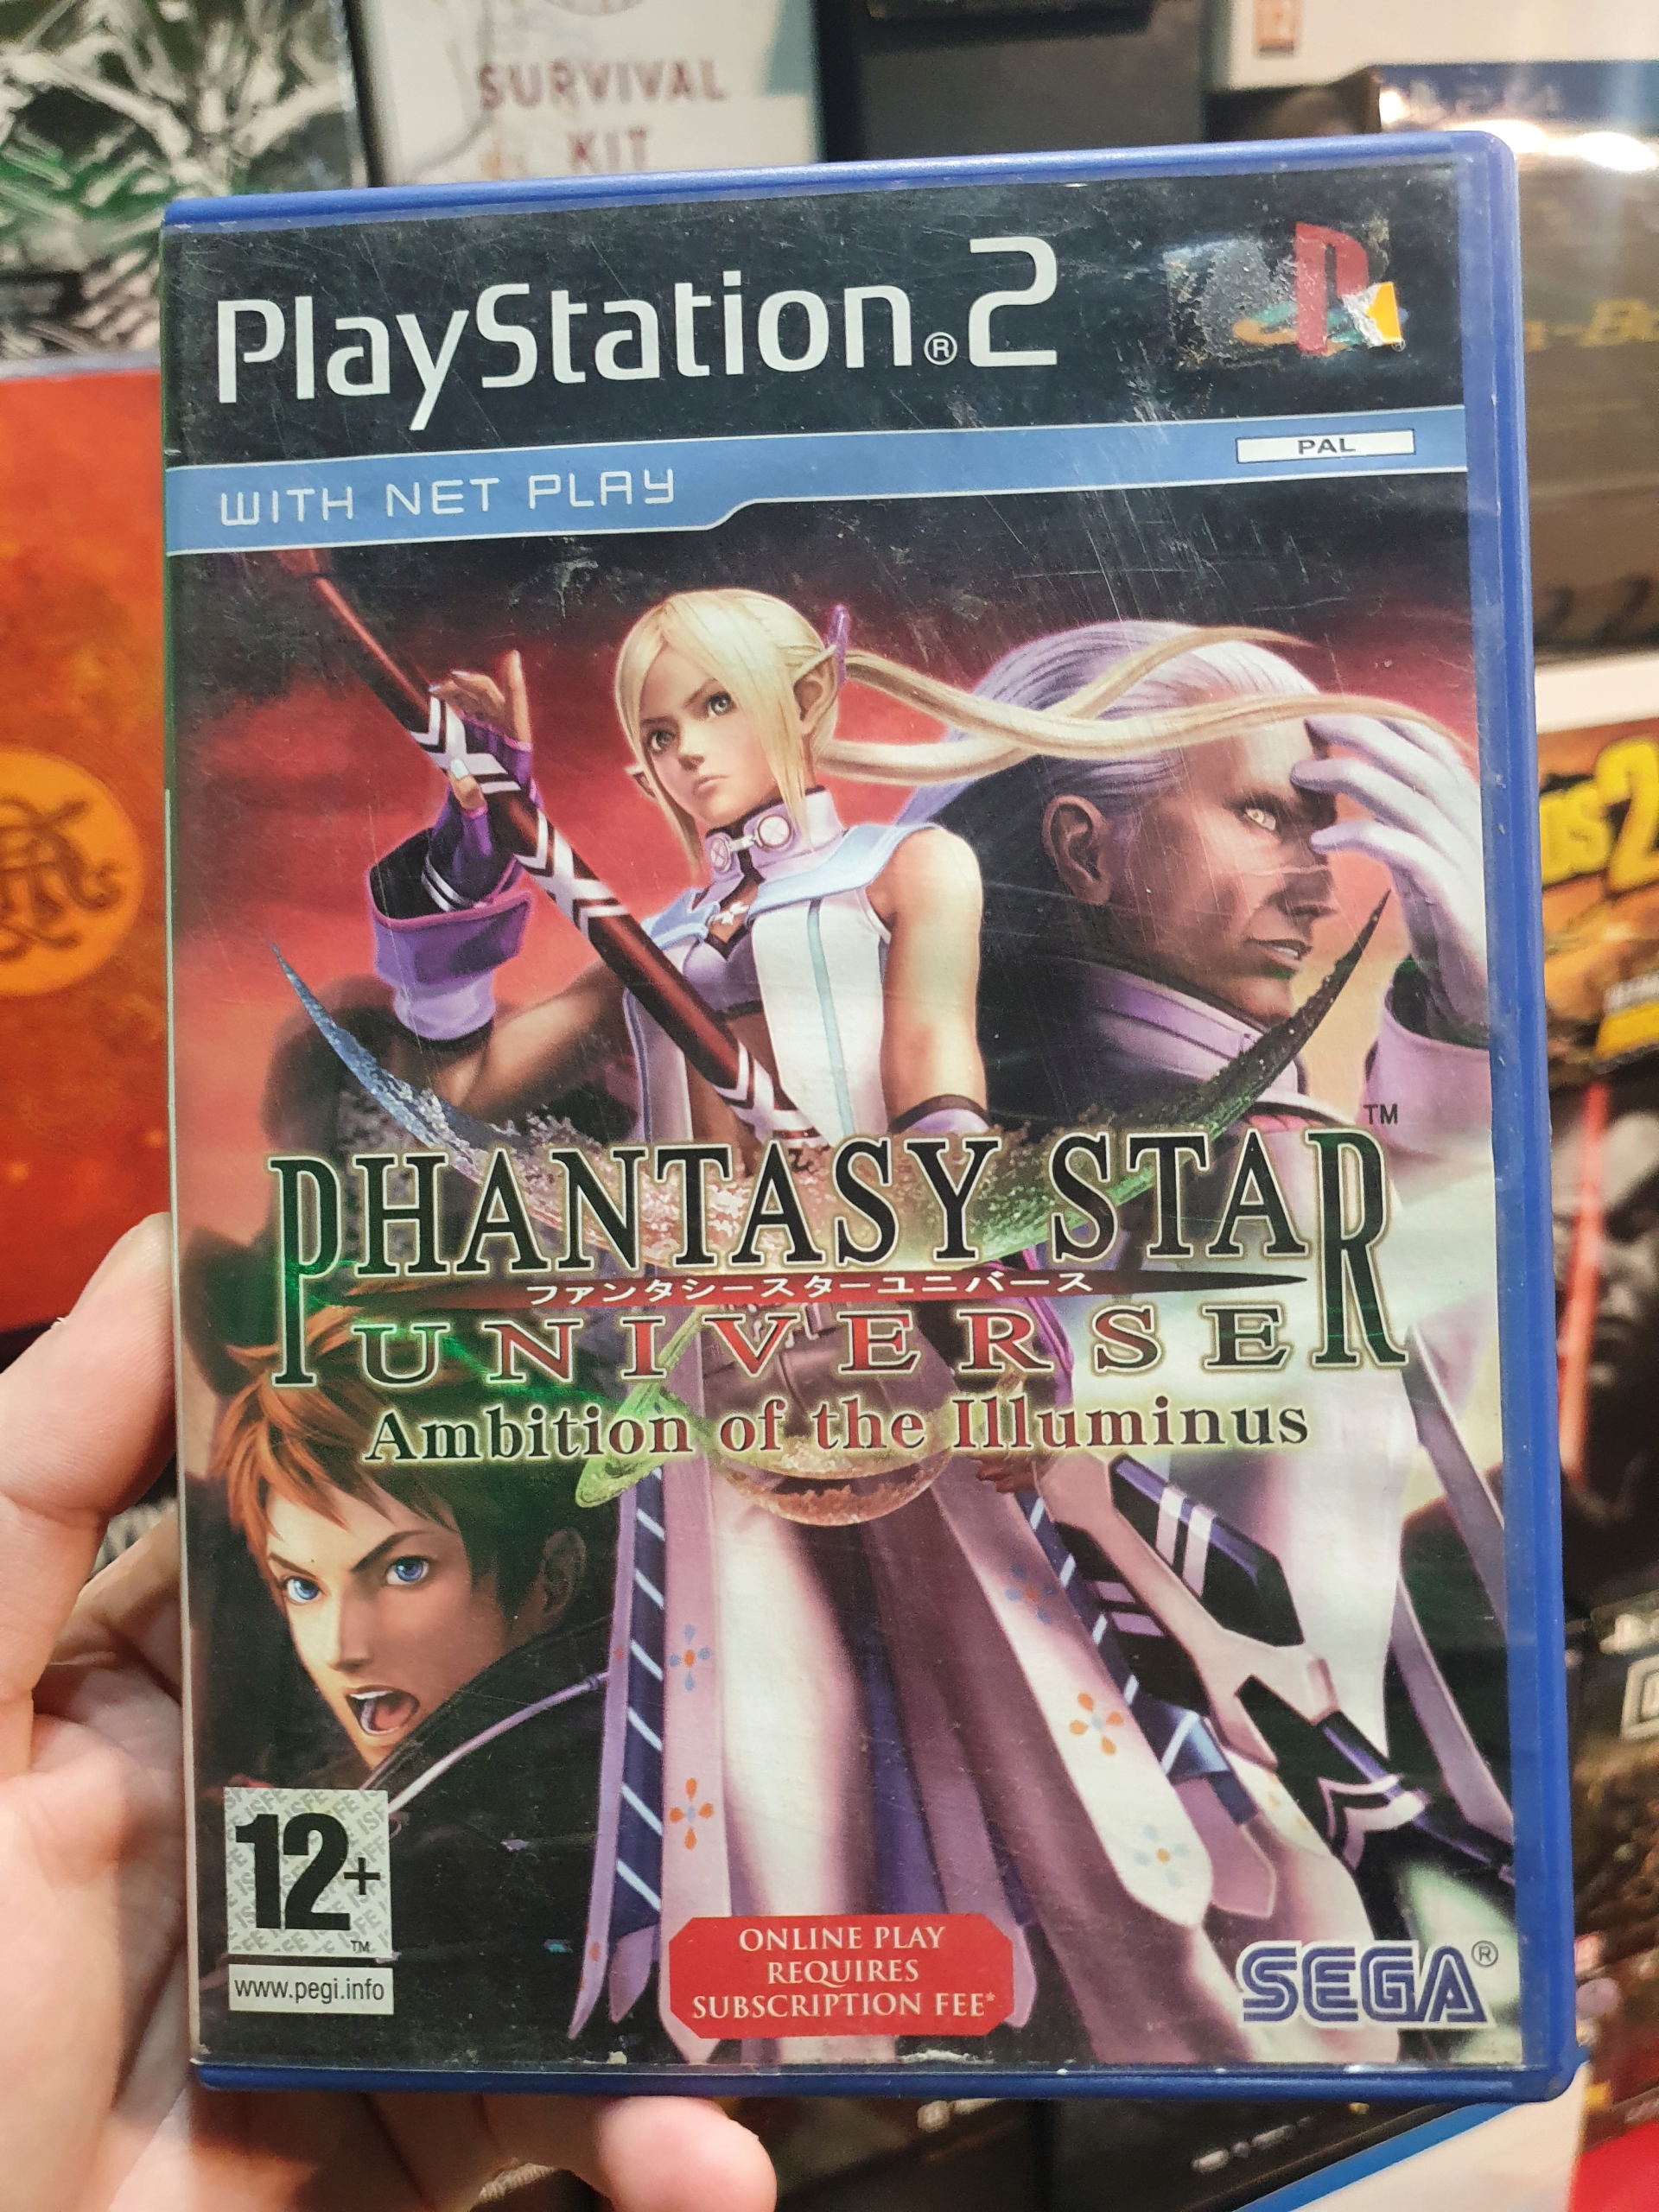 SURVIVAL
KIT
PlayStation®2
PAL
WITH NET PLAY
PHANTASY STAR™
ファンタシースターユニバース
UNIVERSE
Ambition of the Illuminus
12+™
www.pegi.info
ONLINE PLAY
REQUIRES
SUBSCRIPTION FEE*
SEGA®